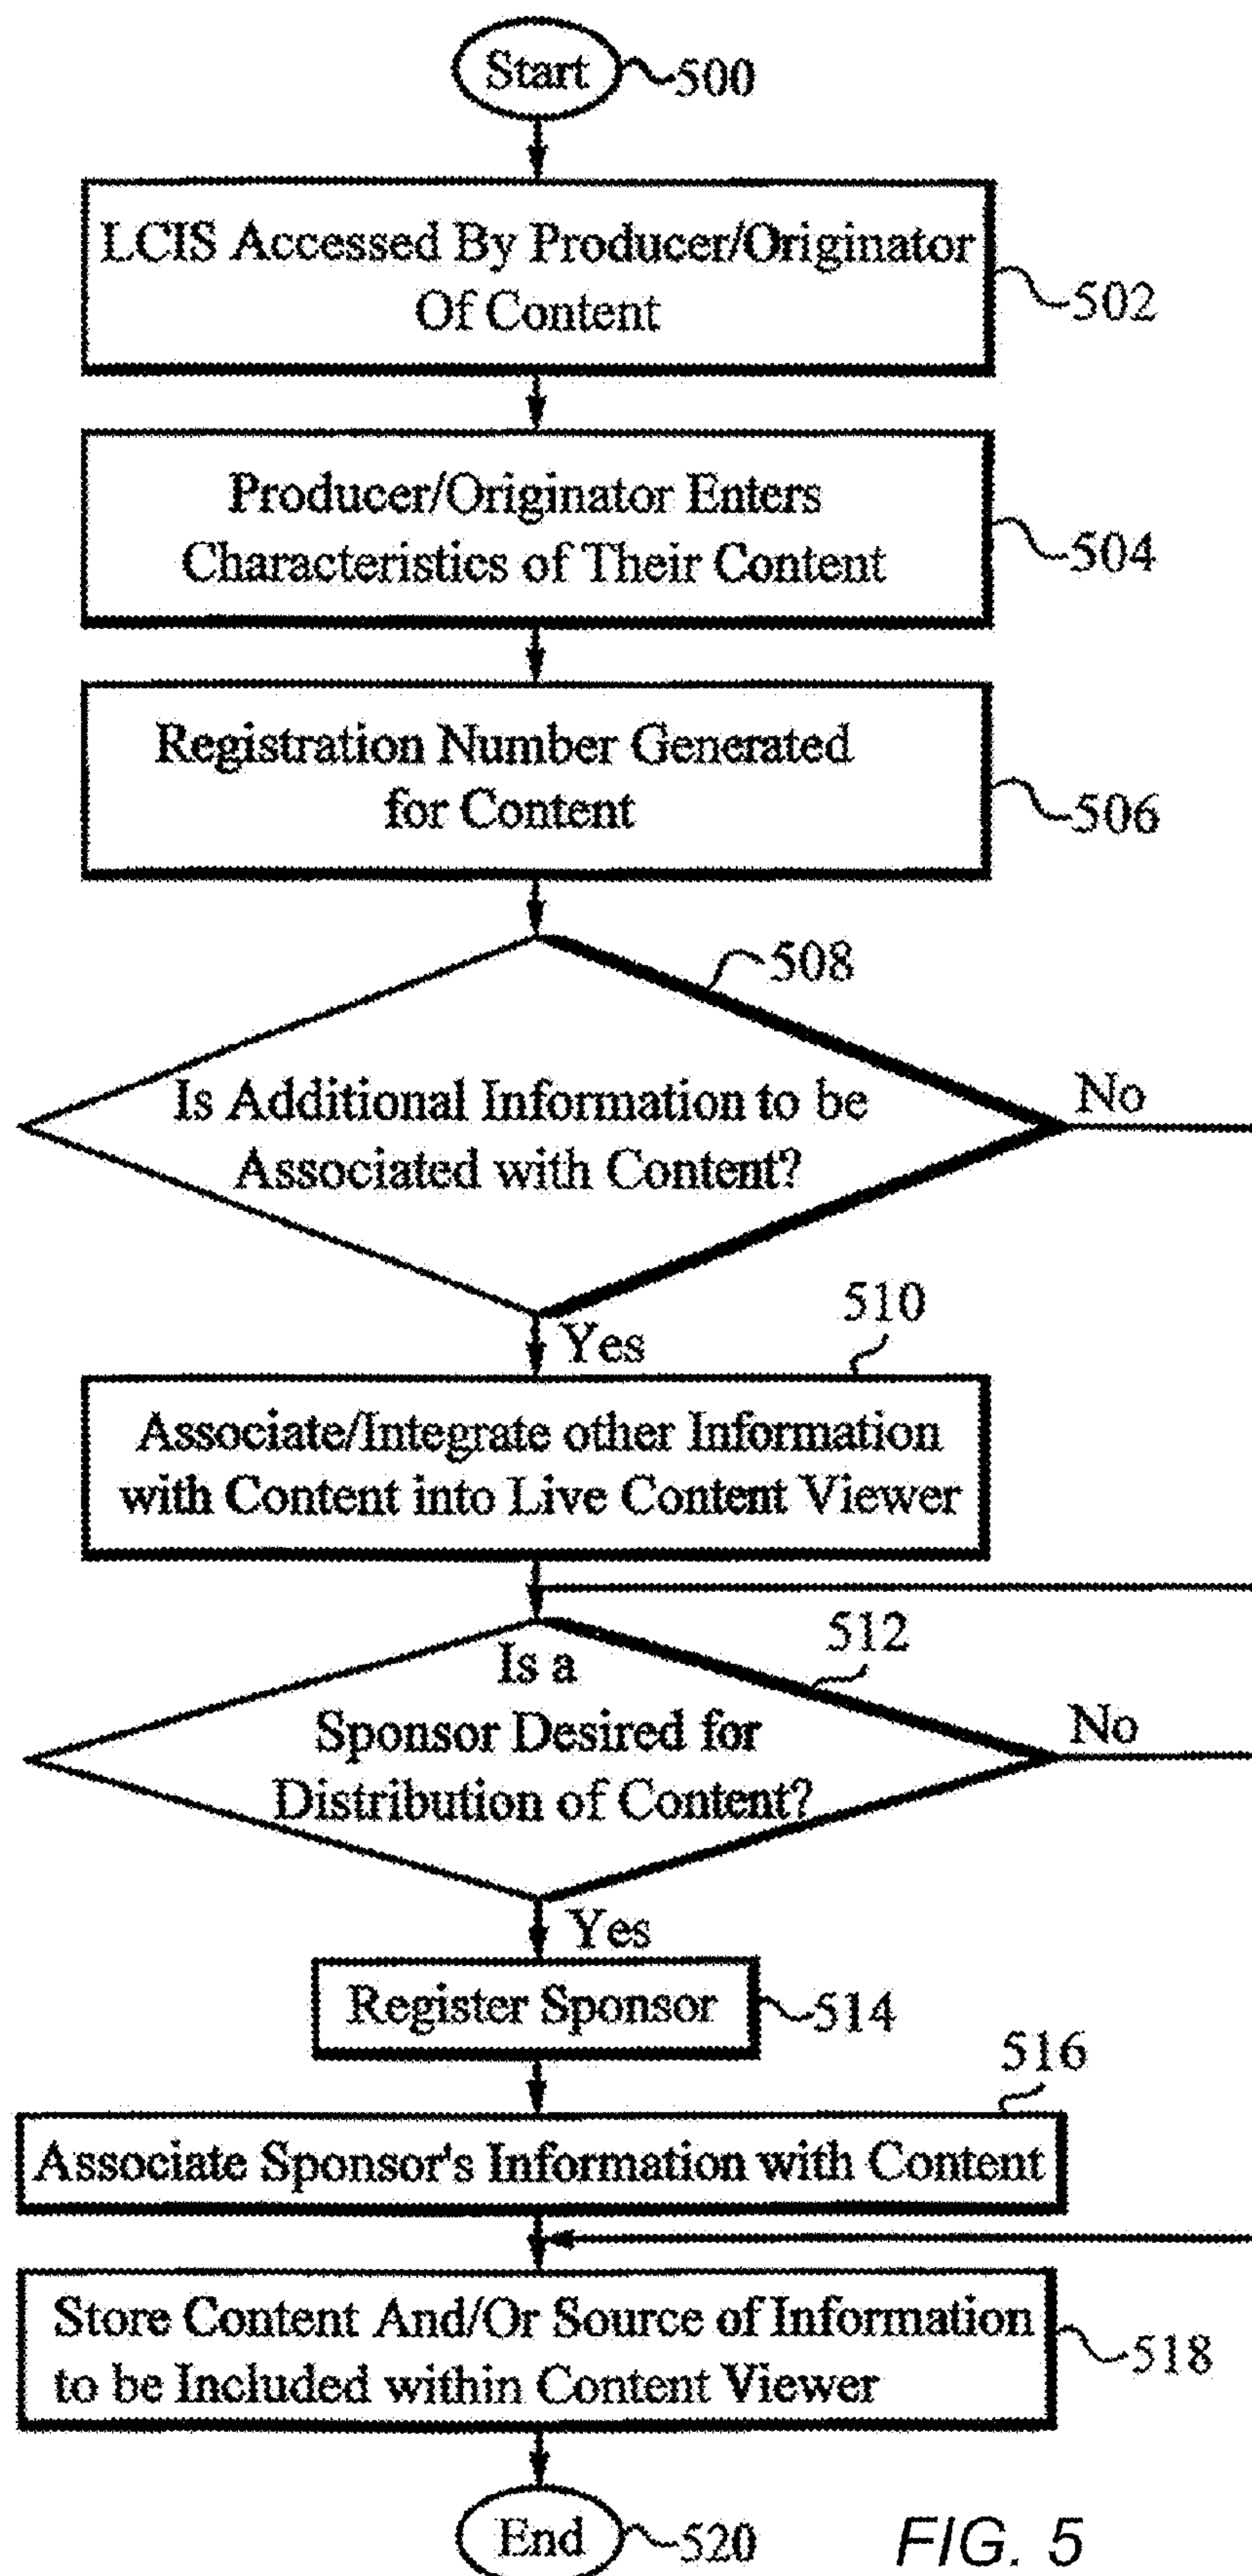 Start
500
LCIS Accessed By Producer/Originator
Of Content
502
Producer/Originator Enters
Characteristics of Their Content
504
Registration Number Generated
for Content
506
508
Is Additional Information to be
Associated with Content?
No
Yes
510
Associate/Integrate other Information
with Content into Live Content Viewer
512
Is a
Sponsor Desired for
Distribution of Content?
No
Yes
Register Sponsor
514
516
Associate Sponsor's Information with Content
Store Content And/Or Source of Information
to be Included within Content Viewer
518
End
520
FIG. 5